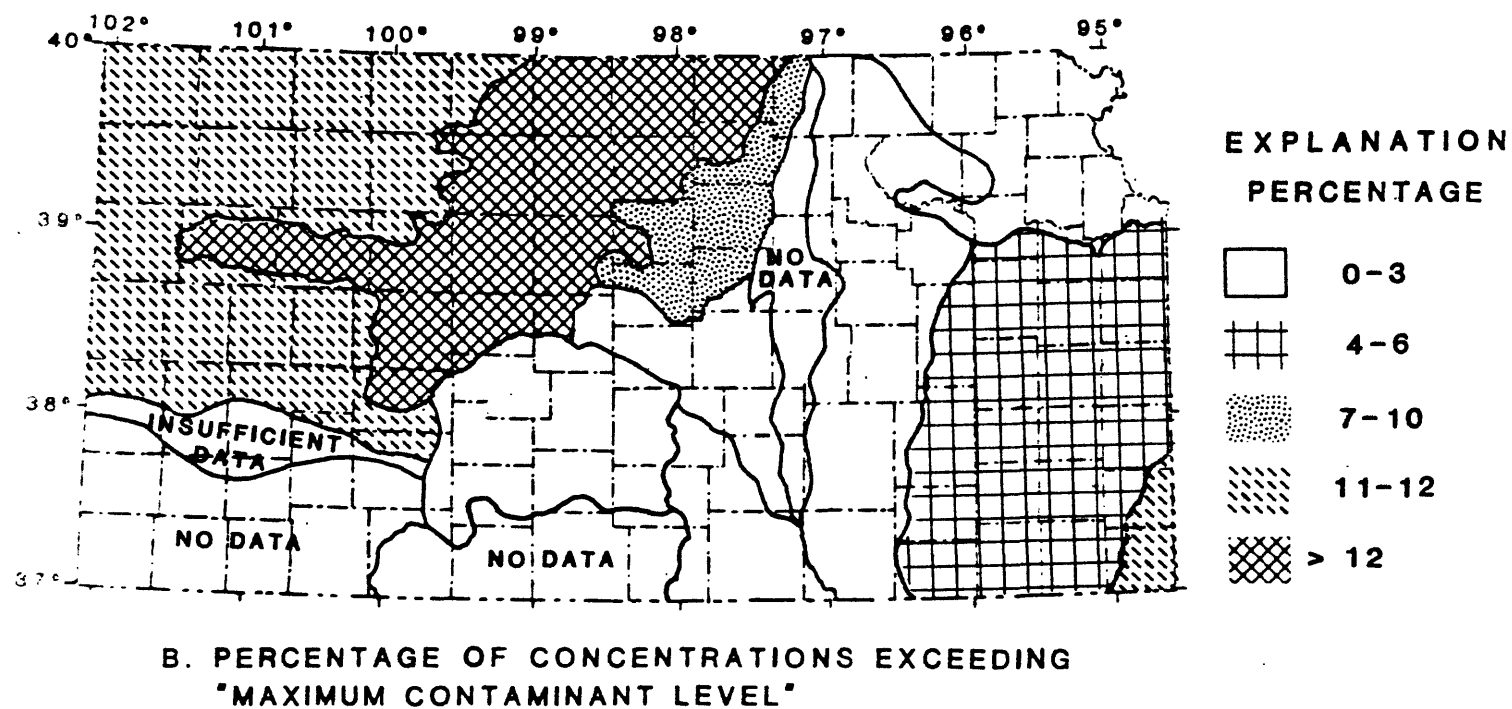 102° 101° 100° 99° 98° 97° 96° 95°
40°
39°
38°
37°
NO DATA
INSUFFICIENT DATA
NO DATA
NO DATA
EXPLANATION
PERCENTAGE
0-3
4-6
7-10
11-12
> 12
B. PERCENTAGE OF CONCENTRATIONS EXCEEDING
"MAXIMUM CONTAMINANT LEVEL"